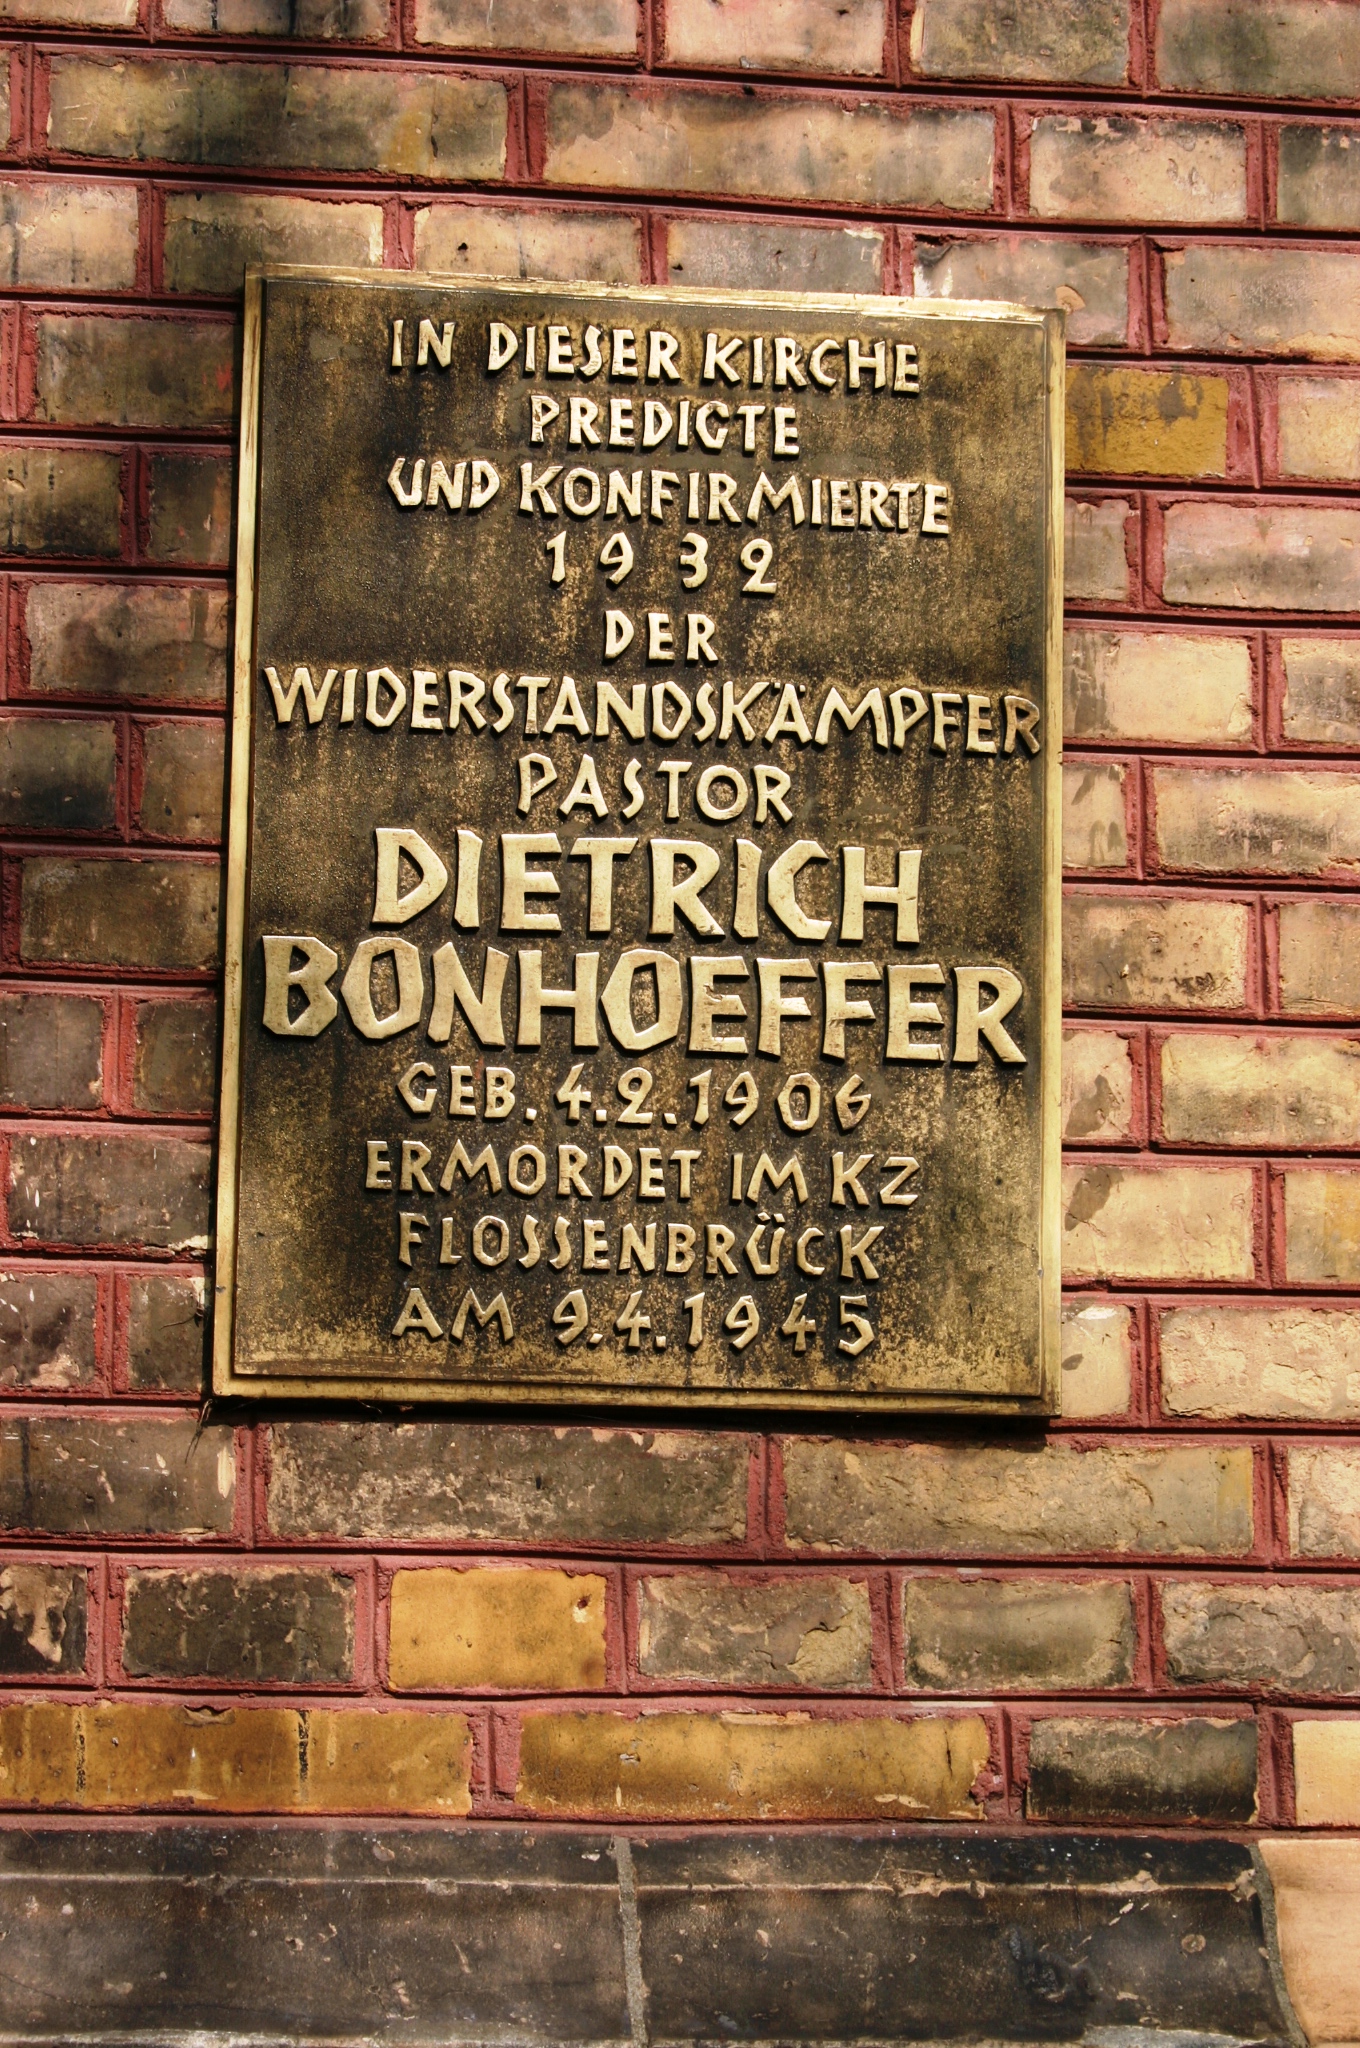 IN DIESER KIRCHE
PREDIGTE
UND KONFIRMIERTE
1932
DER
WIDERSTANDSKÄMPFER
PASTOR
DIETRICH
BONHOEFFER
GEB. 4.2.1906
ERMORDET IM KZ
FLOSSENBRÜCK
AM 9.4.1945